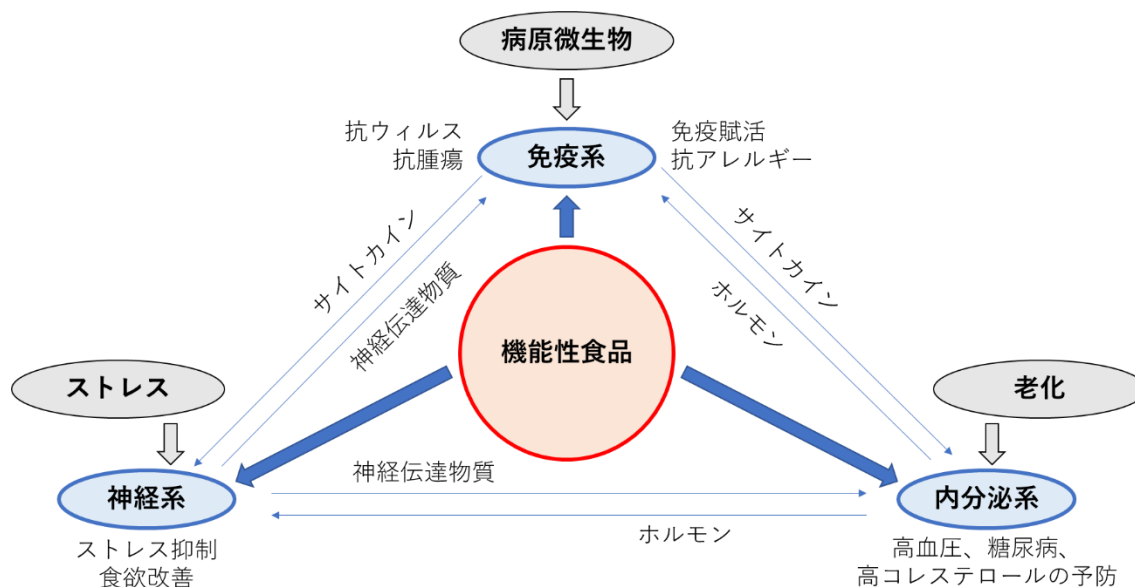 病原微生物
抗ウィルス
抗腫瘍
免疫系
免疫賦活
抗アレルギー
サイトカイン
神経伝達物質
サイトカイン
ホルモン
機能性食品
ストレス
老化
神経系
神経伝達物質
ホルモン
内分泌系
ストレス抑制
食欲改善
高血圧、糖尿病、
高コレステロールの予防